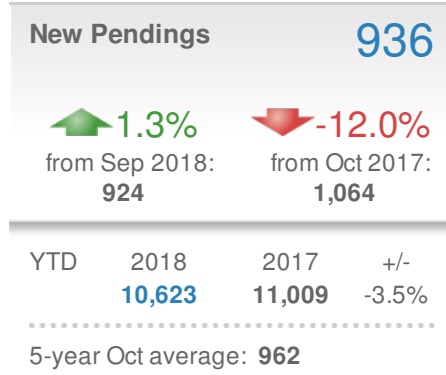 New Pendings 936
1.3% -12.0%
from Sep 2018: from Oct 2017:
924 1,064
YTD 2018 2017 +/-
10,623 11,009 -3.5%
5-year Oct average: 962